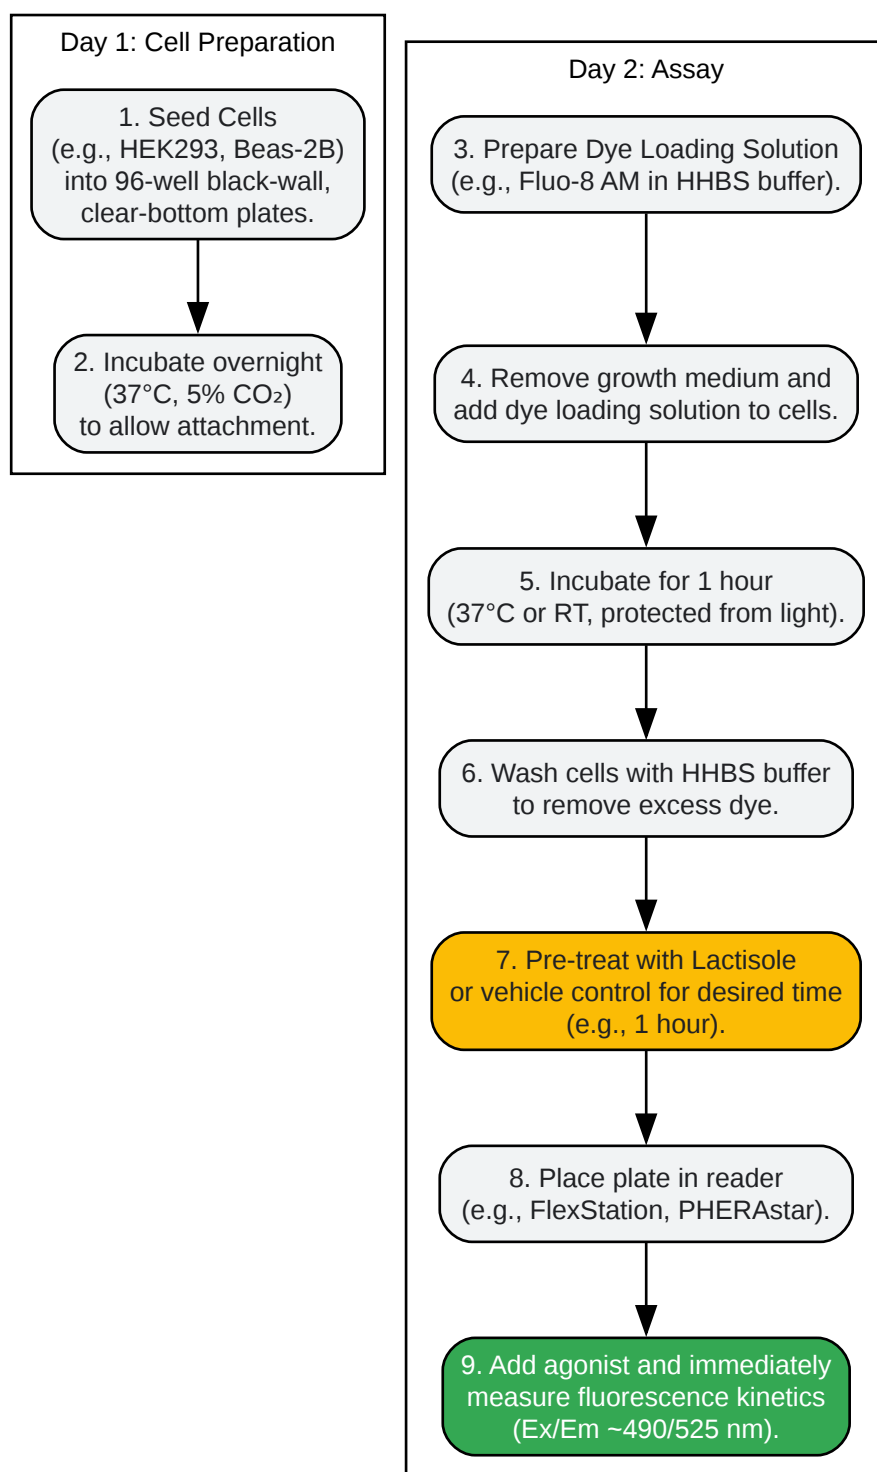 Day 1: Cell Preparation
1. Seed Cells
(e.g., HEK293, Beas-2B)
into 96-well black-wall,
clear-bottom plates.
2. Incubate overnight
(37°C, 5% CO₂)
to allow attachment.
Day 2: Assay
3. Prepare Dye Loading Solution
(e.g., Fluo-8 AM in HHBS buffer).
4. Remove growth medium and
add dye loading solution to cells.
5. Incubate for 1 hour
(37°C or RT, protected from light).
6. Wash cells with HHBS buffer
to remove excess dye.
7. Pre-treat with Lactisole
or vehicle control for desired time
(e.g., 1 hour).
8. Place plate in reader
(e.g., FlexStation, PHERAstar).
9. Add agonist and immediately
measure fluorescence kinetics
(Ex/Em ~490/525 nm).